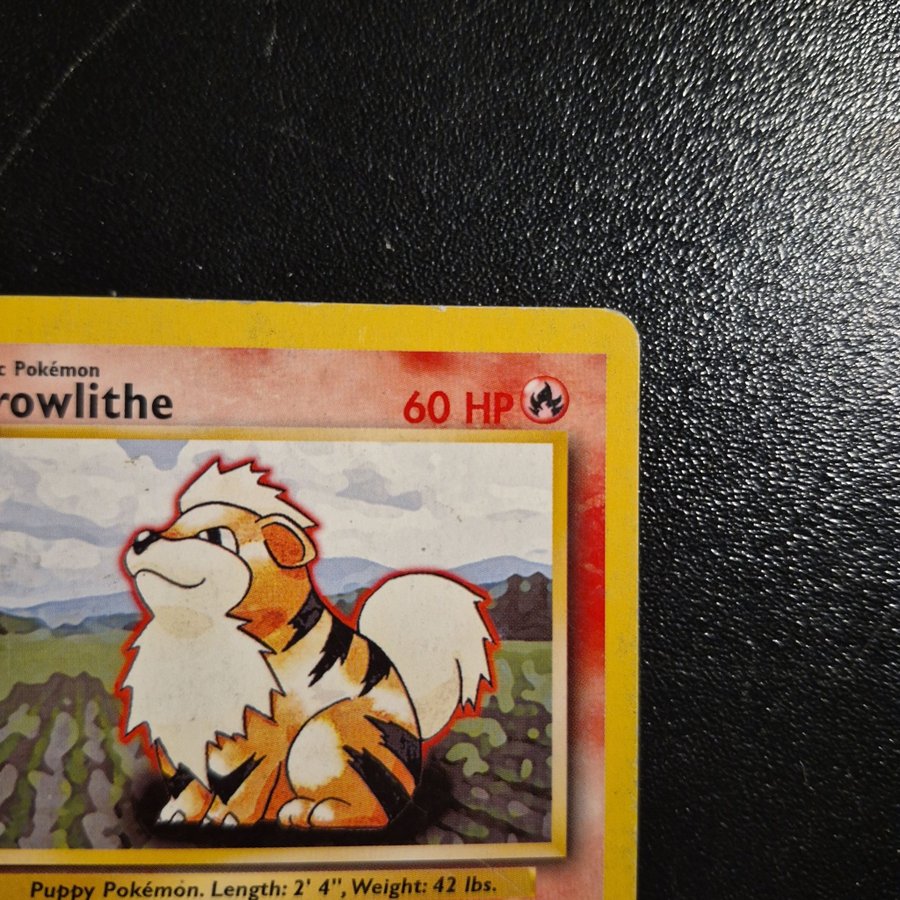 c Pokémon
rowlithe
60 HP
Puppy Pokémon. Length: 2' 4", Weight: 42 lbs.